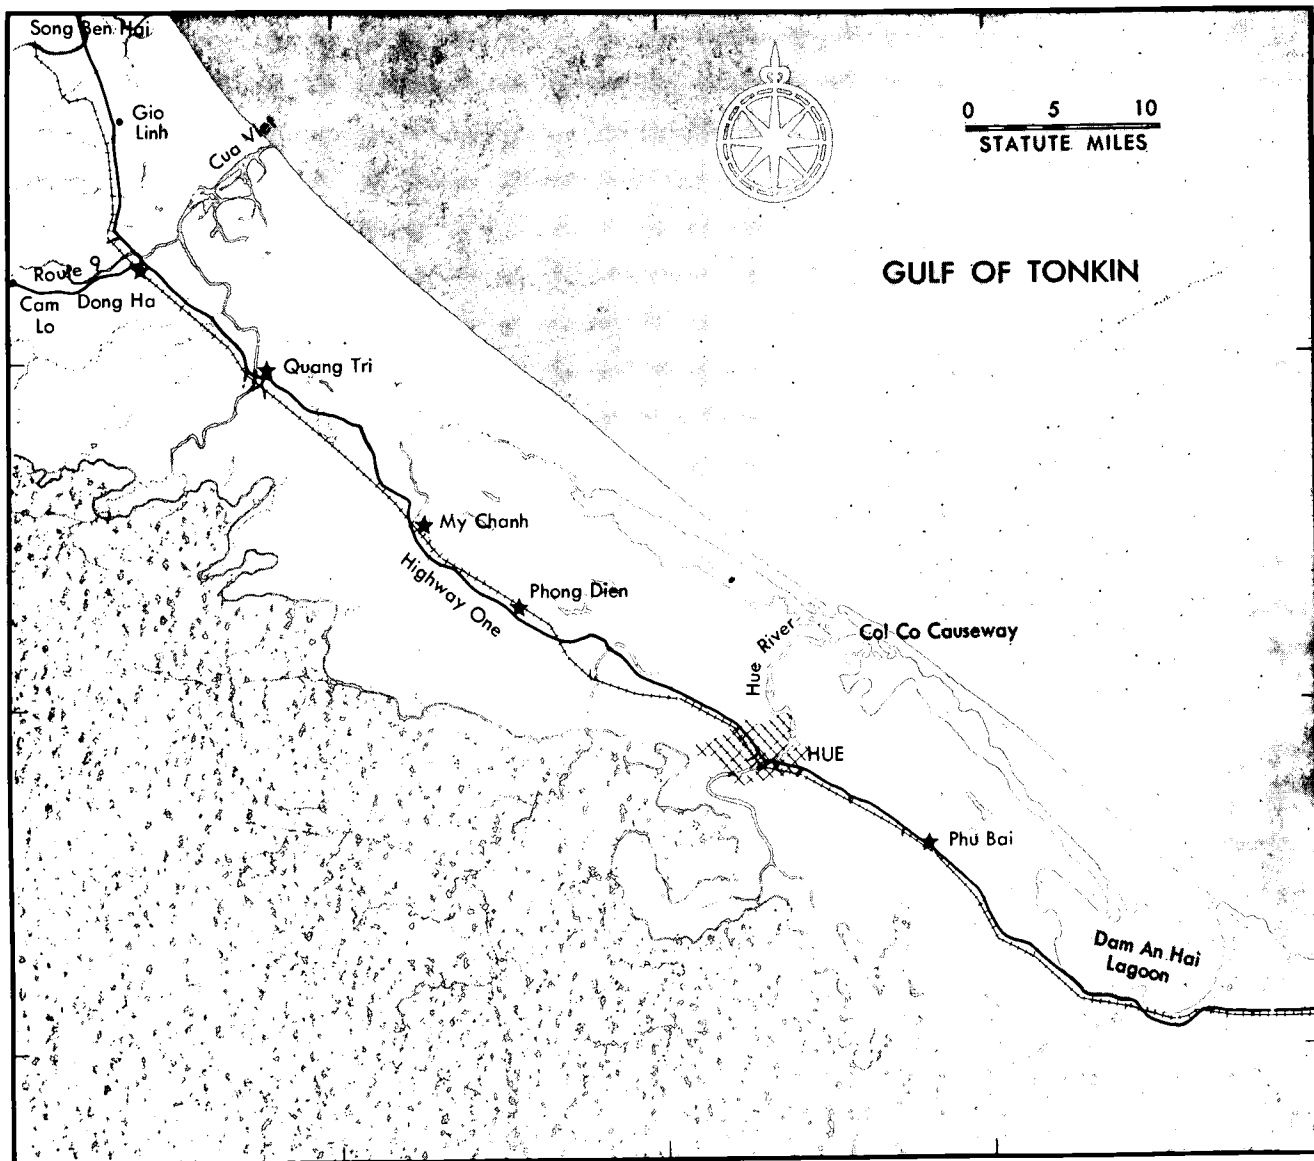 Song Ben Hai
Gio
Linh
Cua Viet
0 5 10
STATUTE MILES
GULF OF TONKIN
Route 9
Cam
Lo
Dong Ha
Quang Tri
My Chanh
Highway One
Phong Dien
Hue River
Col Co Causeway
HUE
Phu Bai
Dam An Hai
Lagoon